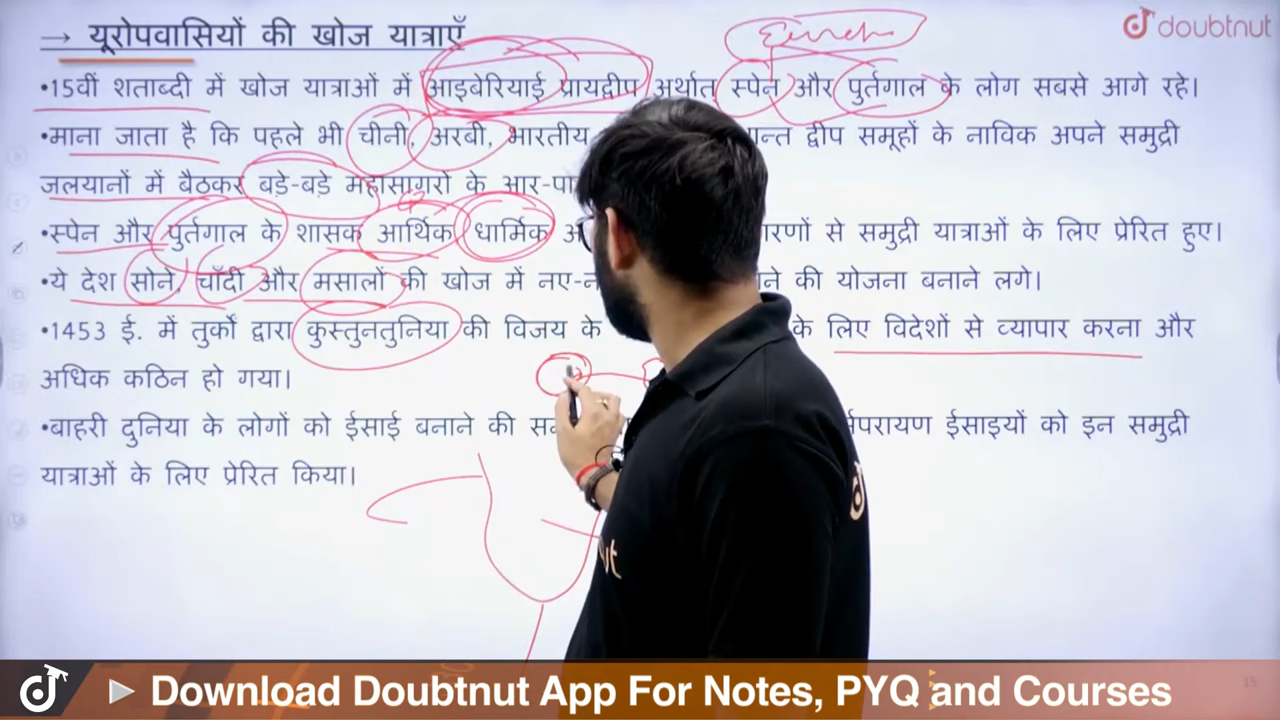 → यूरोपवासियों की खोज यात्राएँ
doubtnut
•15वीं शताब्दी में खोज यात्राओं में आइबेरियाई प्रायद्वीप अर्थात स्पेन और पुर्तगाल के लोग सबसे आगे रहे।
•माना जाता है कि पहले भी चीनी, अरबी, भारतीय न्त द्वीप समूहों के नाविक अपने समुद्री
जलयानों में बैठकर बड़े-बड़े महासागरों के आर-पा
•स्पेन और पुर्तगाल के शासक आर्थिक धार्मिक रणों से समुद्री यात्राओं के लिए प्रेरित हुए।
•ये देश सोने, चाँदी और मसालों की खोज में नए-न ने की योजना बनाने लगे।
•1453 ई. में तुर्कों द्वारा कुस्तुनतुनिया की विजय के के लिए विदेशों से व्यापार करना और
अधिक कठिन हो गया।
•बाहरी दुनिया के लोगों को ईसाई बनाने की र्मपरायण ईसाइयों को इन समुद्री
यात्राओं के लिए प्रेरित किया।
15
Download Doubtnut App For Notes, PYQ and Courses